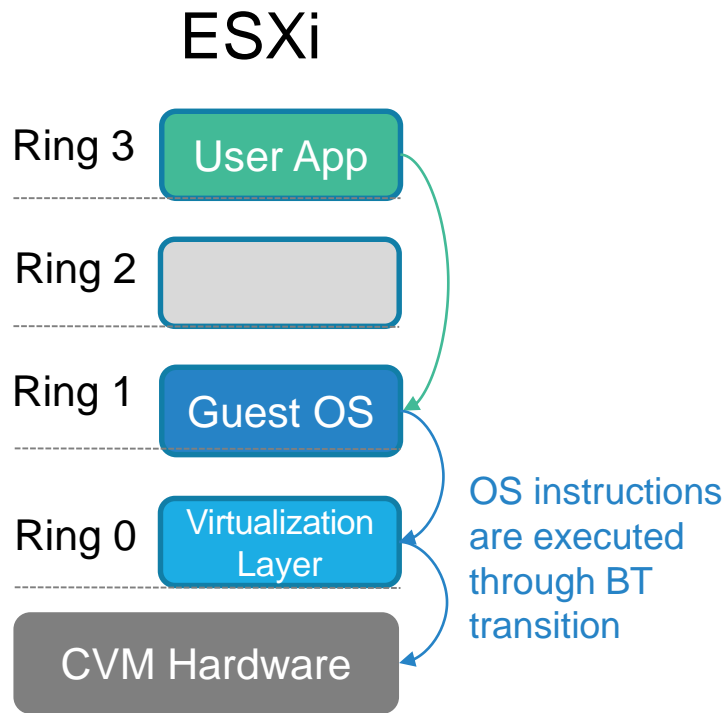 ESXi
Ring 3
User App
Ring 2
Ring 1
Guest OS
Ring 0
Virtualization
Layer
OS instructions
are executed
through BT
transition
CVM Hardware